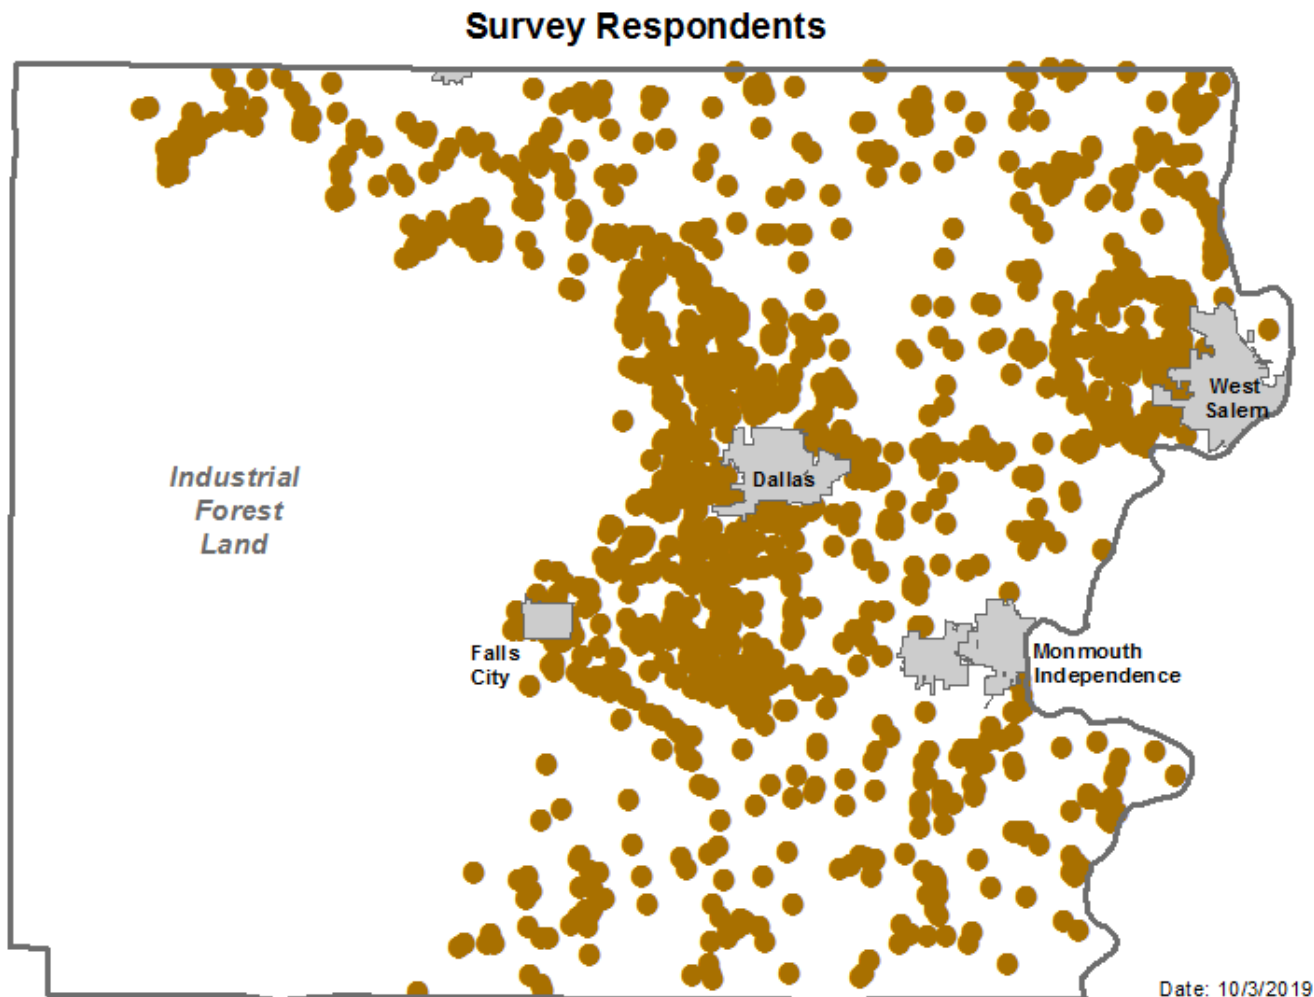 Survey Respondents
West
Salem
Dallas
Industrial
Forest
Land
Falls
City
Monmouth
Independence
Date: 10/3/2019